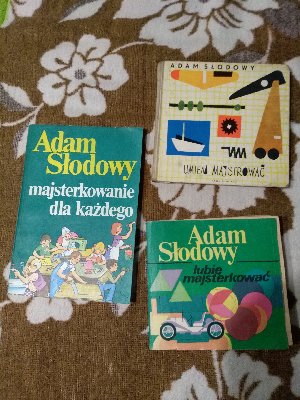 Adam
Słodowy
majsterkowanie
dla każdego
ADAM SŁODOWY
UMIEM MAJSTROWAĆ
Adam
Słodowy
lubię
majsterkować